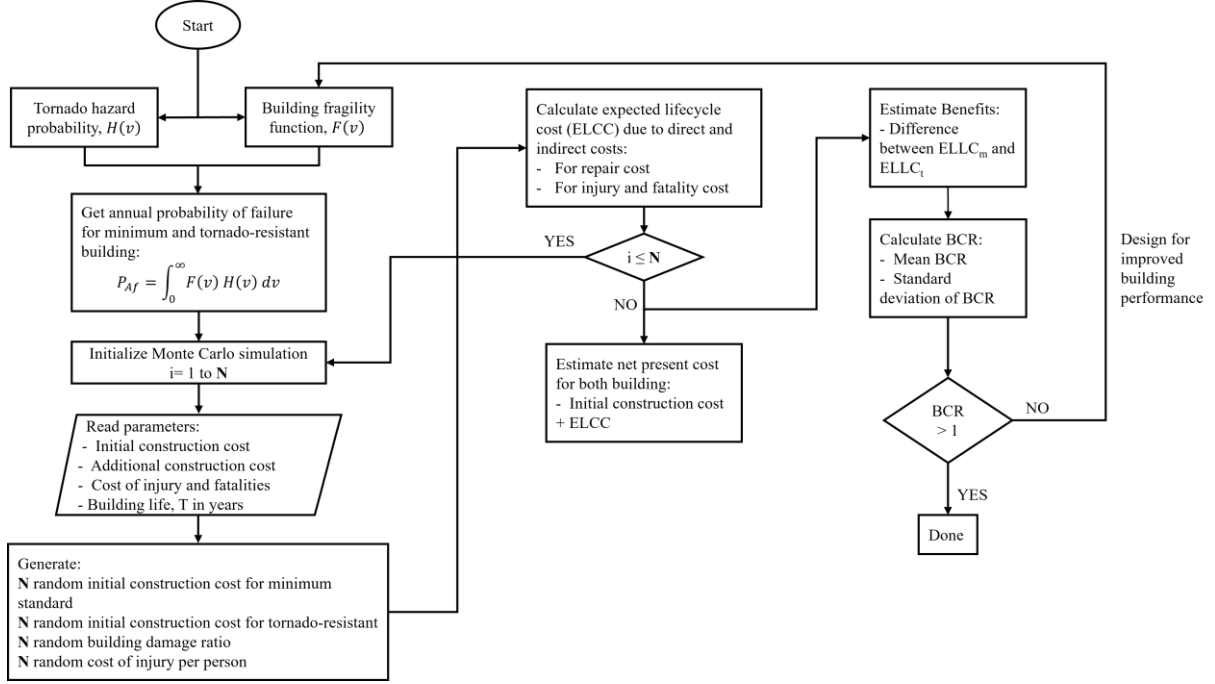 Start
Tornado hazard
probability, H(v)
Building fragility
function, F(v)
Get annual probability of failure
for minimum and tornado-resistant
building:
P_{Af} = ∫_0^∞ F(v) H(v) dv
Initialize Monte Carlo simulation
i= 1 to N
Read parameters:
- Initial construction cost
- Additional construction cost
- Cost of injury and fatalities
- Building life, T in years
Generate:
N random initial construction cost for minimum
standard
N random initial construction cost for tornado-resistant
N random building damage ratio
N random cost of injury per person
Calculate expected lifecycle
cost (ELCC) due to direct and
indirect costs:
- For repair cost
- For injury and fatality cost
YES
i ≤ N
NO
Estimate net present cost
for both building:
- Initial construction cost
+ ELCC
Estimate Benefits:
- Difference
between ELLC_m and
ELLC_t
Calculate BCR:
- Mean BCR
- Standard
deviation of BCR
BCR
> 1
NO
YES
Done
Design for
improved
building
performance